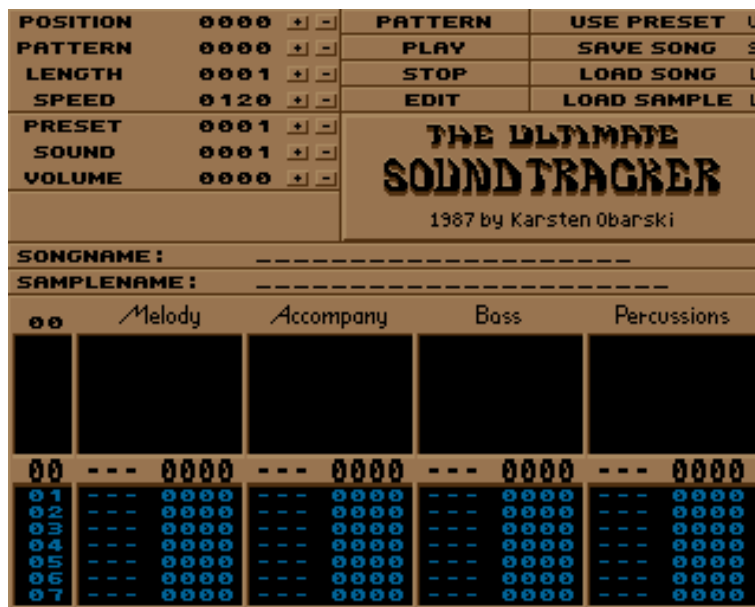 POSITION 0000 + - PATTERN USE PRESET
PATTERN 0000 + - PLAY SAVE SONG
LENGTH 0001 + - STOP LOAD SONG
SPEED 0120 + - EDIT LOAD SAMPLE
PRESET 0001 + -
SOUND 0001 + -
VOLUME 0000 + -
THE ULTIMATE
SOUNDTRACKER
1987 by Karsten Obarski
SONGNAME: ______________________
SAMPLENAME: ________________________
00 Melody Accompany Bass Percussions
00 --- 0000 --- 0000 --- 0000 --- 0000
01 --- 0000 --- 0000 --- 0000 --- 0000
02 --- 0000 --- 0000 --- 0000 --- 0000
03 --- 0000 --- 0000 --- 0000 --- 0000
04 --- 0000 --- 0000 --- 0000 --- 0000
05 --- 0000 --- 0000 --- 0000 --- 0000
06 --- 0000 --- 0000 --- 0000 --- 0000
07 --- 0000 --- 0000 --- 0000 --- 0000